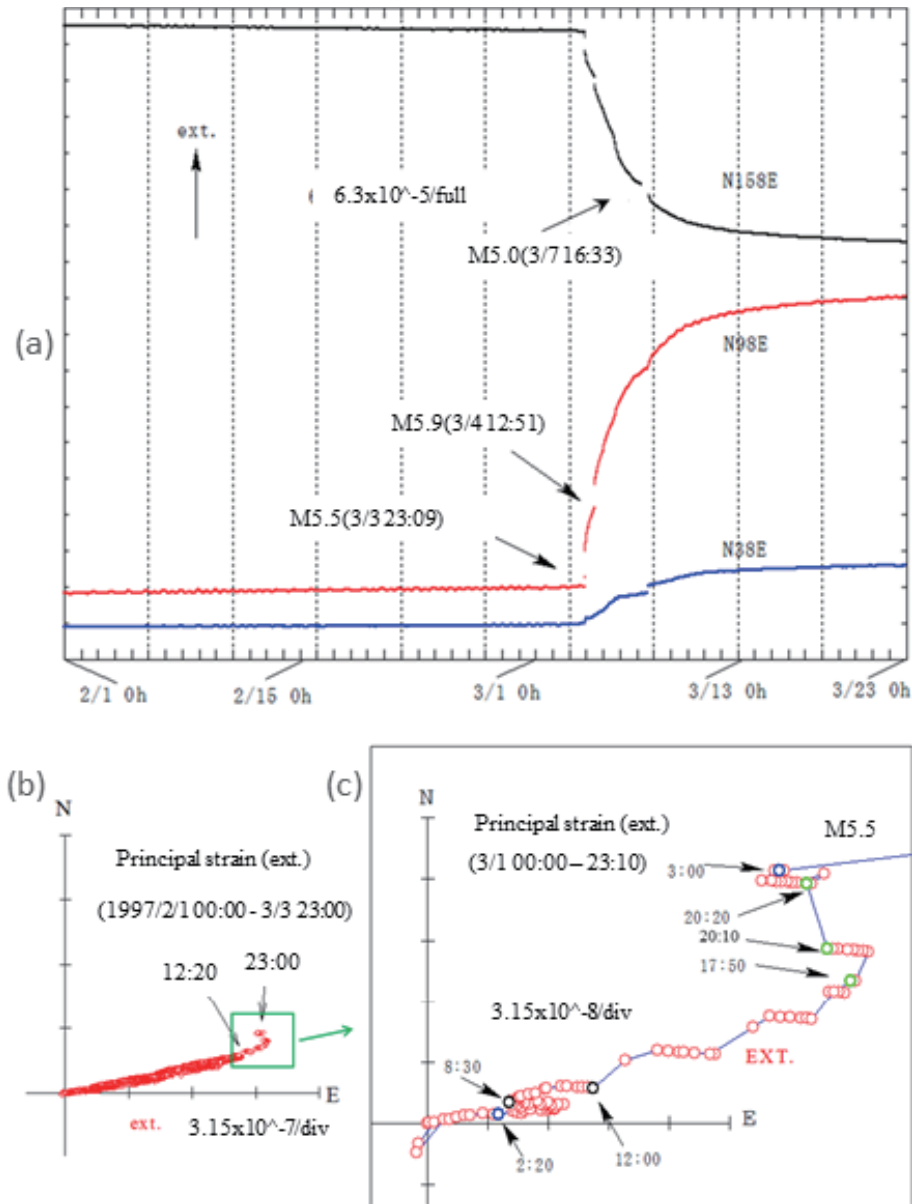 ext.
6.3x10^-5/full
N158E
M5.0(3/7 16:33)
(a)
N98E
M5.9(3/4 12:51)
M5.5(3/3 23:09)
N38E
2/1 0h
2/15 0h
3/1 0h
3/13 0h
3/23 0h
(b)
N
Principal strain (ext.)
(1997/2/1 00:00 - 3/3 23:00)
12:20
23:00
E
ext.
3.15x10^-7/div
(c)
N
Principal strain (ext.)
(3/1 00:00 – 23:10)
M5.5
3:00
20:20
20:10
17:50
3.15x10^-8/div
EXT.
8:30
E
2:20
12:00